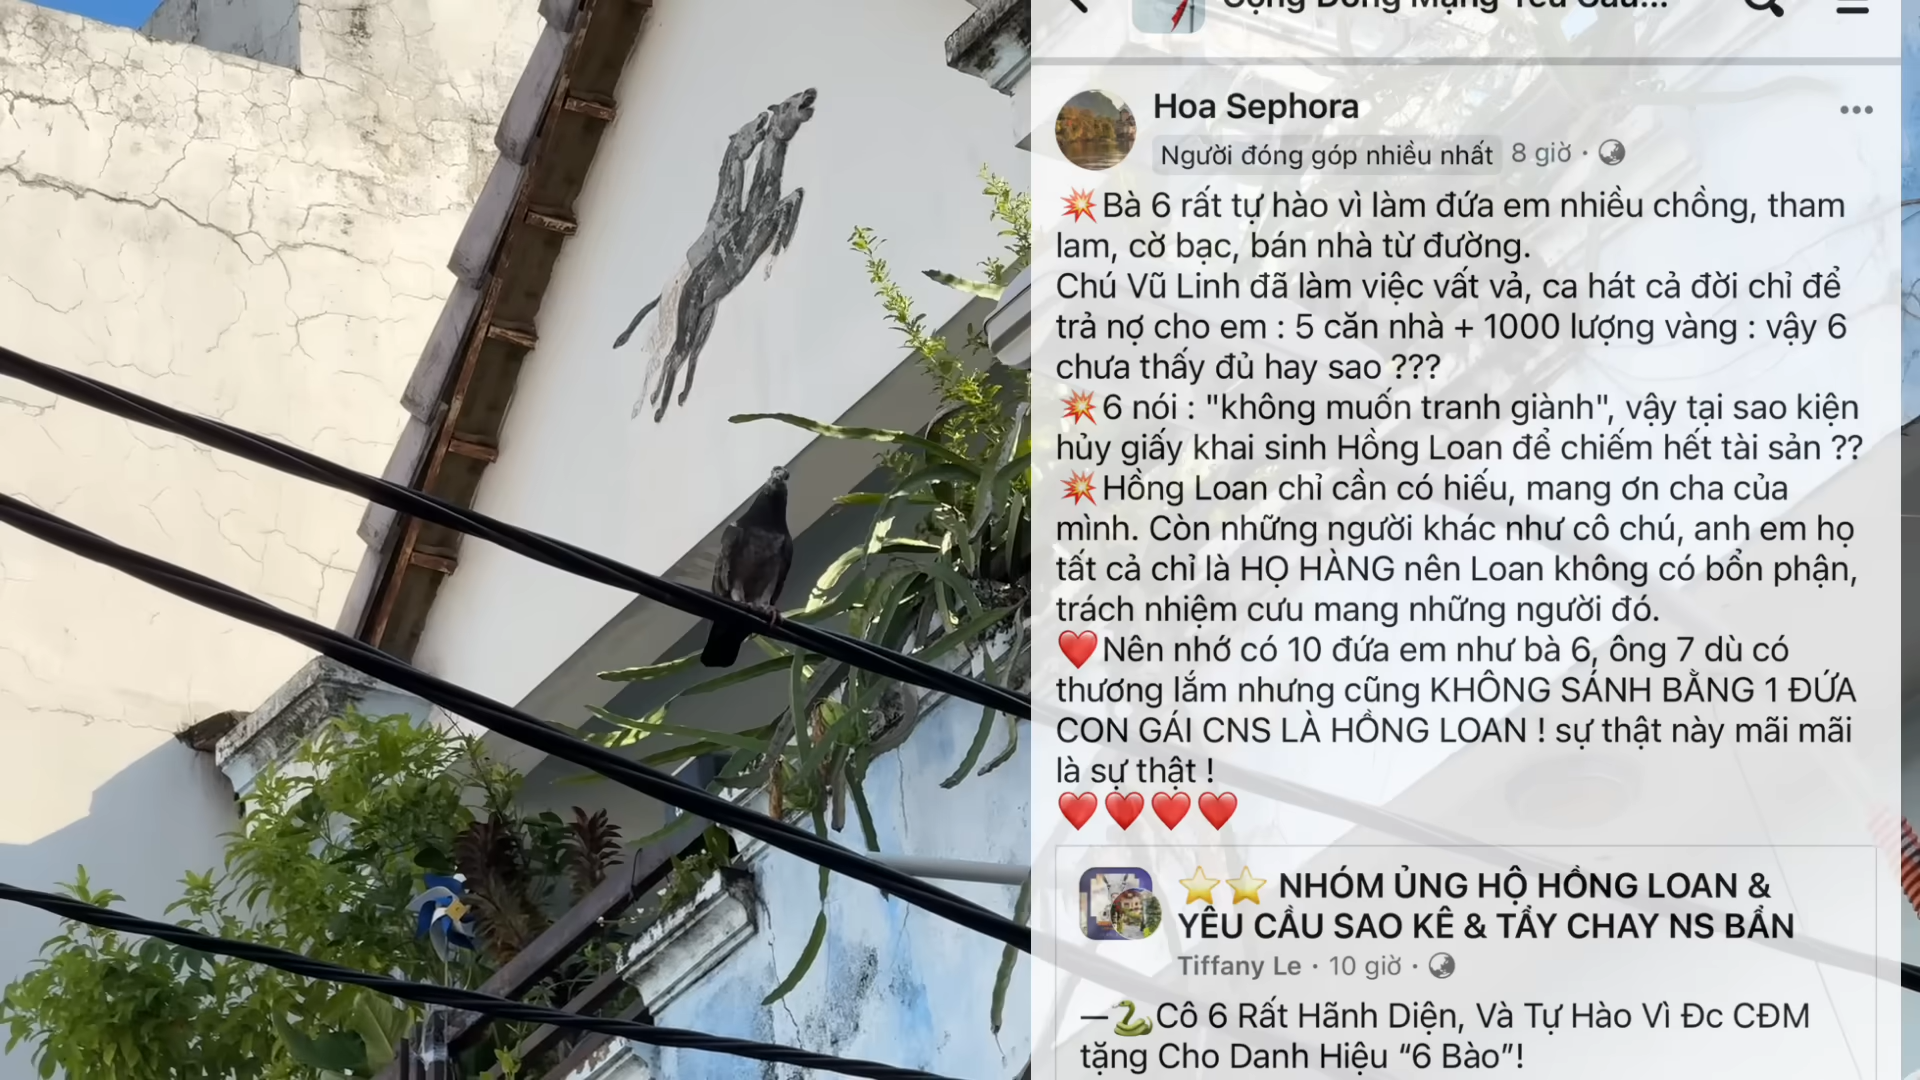 Cộng Đồng Mạng Yêu Cầu...
Hoa Sephora
Người đóng góp nhiều nhất 8 giờ ·
💥Bà 6 rất tự hào vì làm đứa em nhiều chồng, tham
lam, cờ bạc, bán nhà từ đường.
Chú Vũ Linh đã làm việc vất vả, ca hát cả đời chỉ để
trả nợ cho em : 5 căn nhà + 1000 lượng vàng : vậy 6
chưa thấy đủ hay sao ???
💥6 nói : "không muốn tranh giành", vậy tại sao kiện
hủy giấy khai sinh Hồng Loan để chiếm hết tài sản ??
💥Hồng Loan chỉ cần có hiếu, mang ơn cha của
mình. Còn những người khác như cô chú, anh em họ
tất cả chỉ là HỌ HÀNG nên Loan không có bổn phận,
trách nhiệm cưu mang những người đó.
❤️Nên nhớ có 10 đứa em như bà 6, ông 7 dù có
thương lắm nhưng cũng KHÔNG SÁNH BẰNG 1 ĐỨA
CON GÁI CNS LÀ HỒNG LOAN ! sự thật này mãi mãi
là sự thật !
❤️❤️❤️❤️
⭐⭐ NHÓM ỦNG HỘ HỒNG LOAN &
YÊU CẦU SAO KÊ & TẨY CHAY NS BẨN
Tiffany Le · 10 giờ ·
—🐍Cô 6 Rất Hãnh Diện, Và Tự Hào Vì Đc CĐM
tặng Cho Danh Hiệu “6 Bào”!